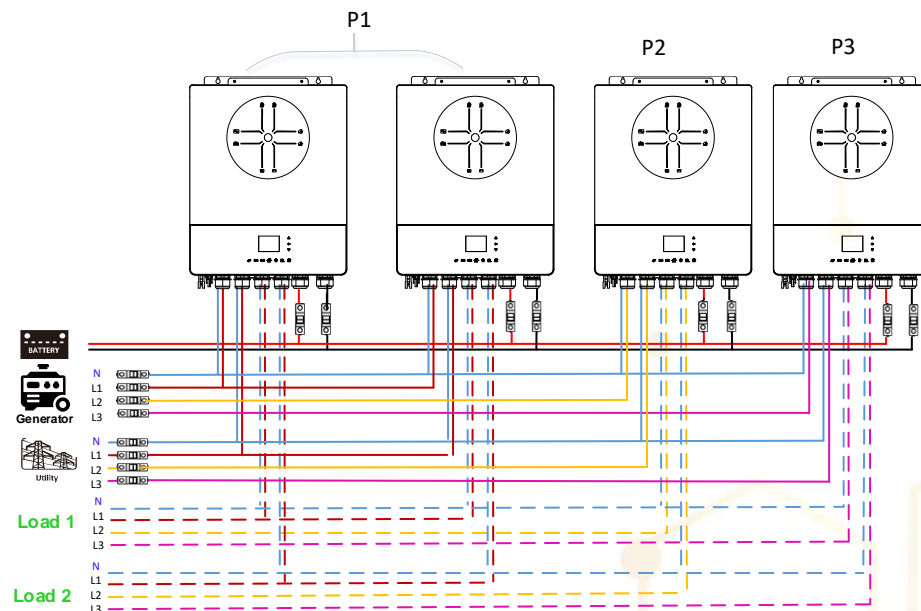 P1
P2
P3
BATTERY
N
L1
L2
L3
Generator
N
L1
L2
L3
Utility
N
L1
L2
L3
Load 1
N
L1
L2
L3
Load 2